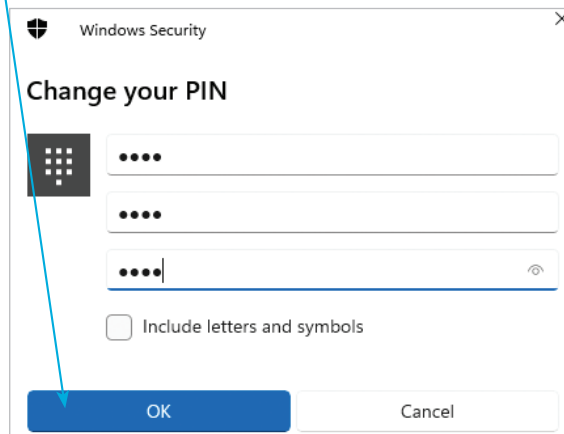 Windows Security
Change your PIN
••••
••••
••••
Include letters and symbols
OK Cancel